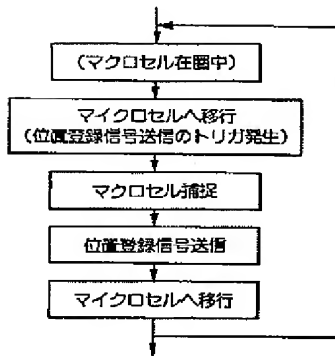 (マクロセル在圏中)
マイクロセルへ移行
(位置登録信号送信のトリガ発生)
マクロセル捕捉
位置登録信号送信
マイクロセルへ移行